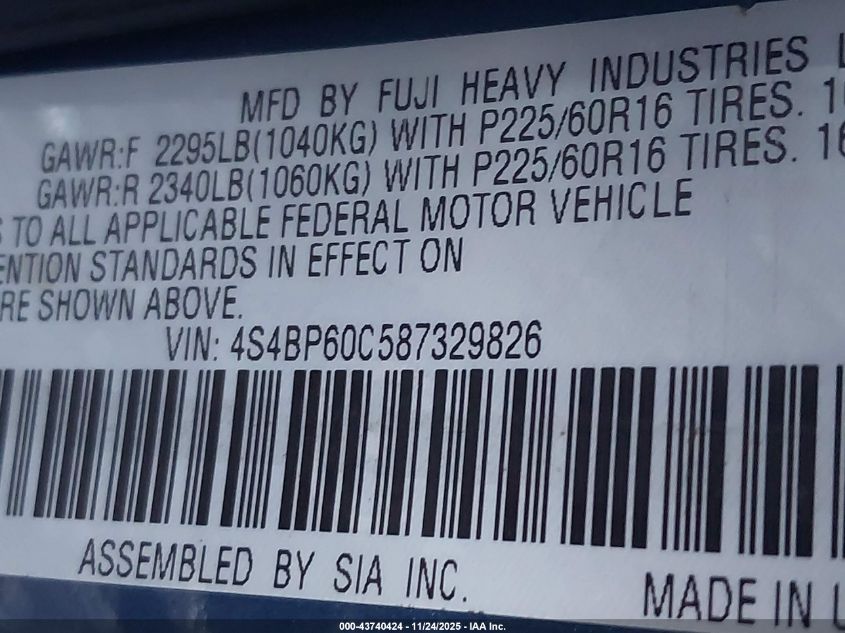 MFD BY FUJI HEAVY INDUSTRIES
GAWR:F 2295LB(1040KG) WITH P225/60R16 TIRES.
GAWR:R 2340LB(1060KG) WITH P225/60R16 TIRES.
TO ALL APPLICABLE FEDERAL MOTOR VEHICLE
STANDARDS IN EFFECT ON
SHOWN ABOVE.
VIN: 4S4BP60C587329826
ASSEMBLED BY SIA INC.
MADE IN
000-43740424 - 11/24/2025 - IAA Inc.